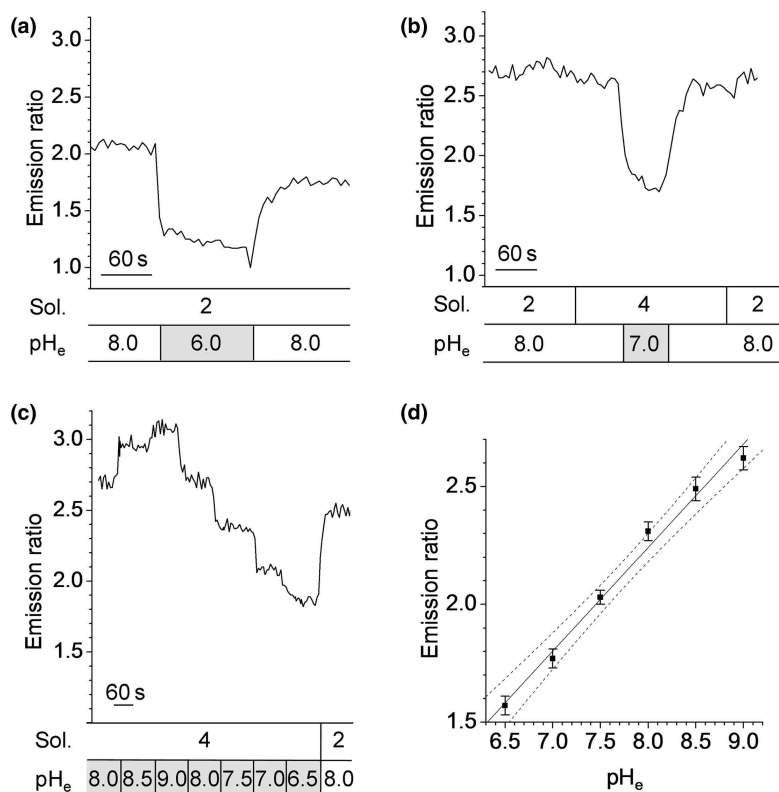 (a)
3.0
2.5
2.0
1.5
1.0
Emission ratio
60 s
Sol. 2
pHe 8.0 6.0 8.0
(b)
3.0
2.5
2.0
1.5
1.0
Emission ratio
60 s
2 4 2
8.0 7.0 8.0
(c)
3.0
2.5
2.0
1.5
Emission ratio
60 s
Sol. 4 2
pHe 8.0 8.5 9.0 8.0 7.5 7.0 6.5 8.0
(d)
2.5
2.0
1.5
Emission ratio
6.5 7.0 7.5 8.0 8.5 9.0
pHe